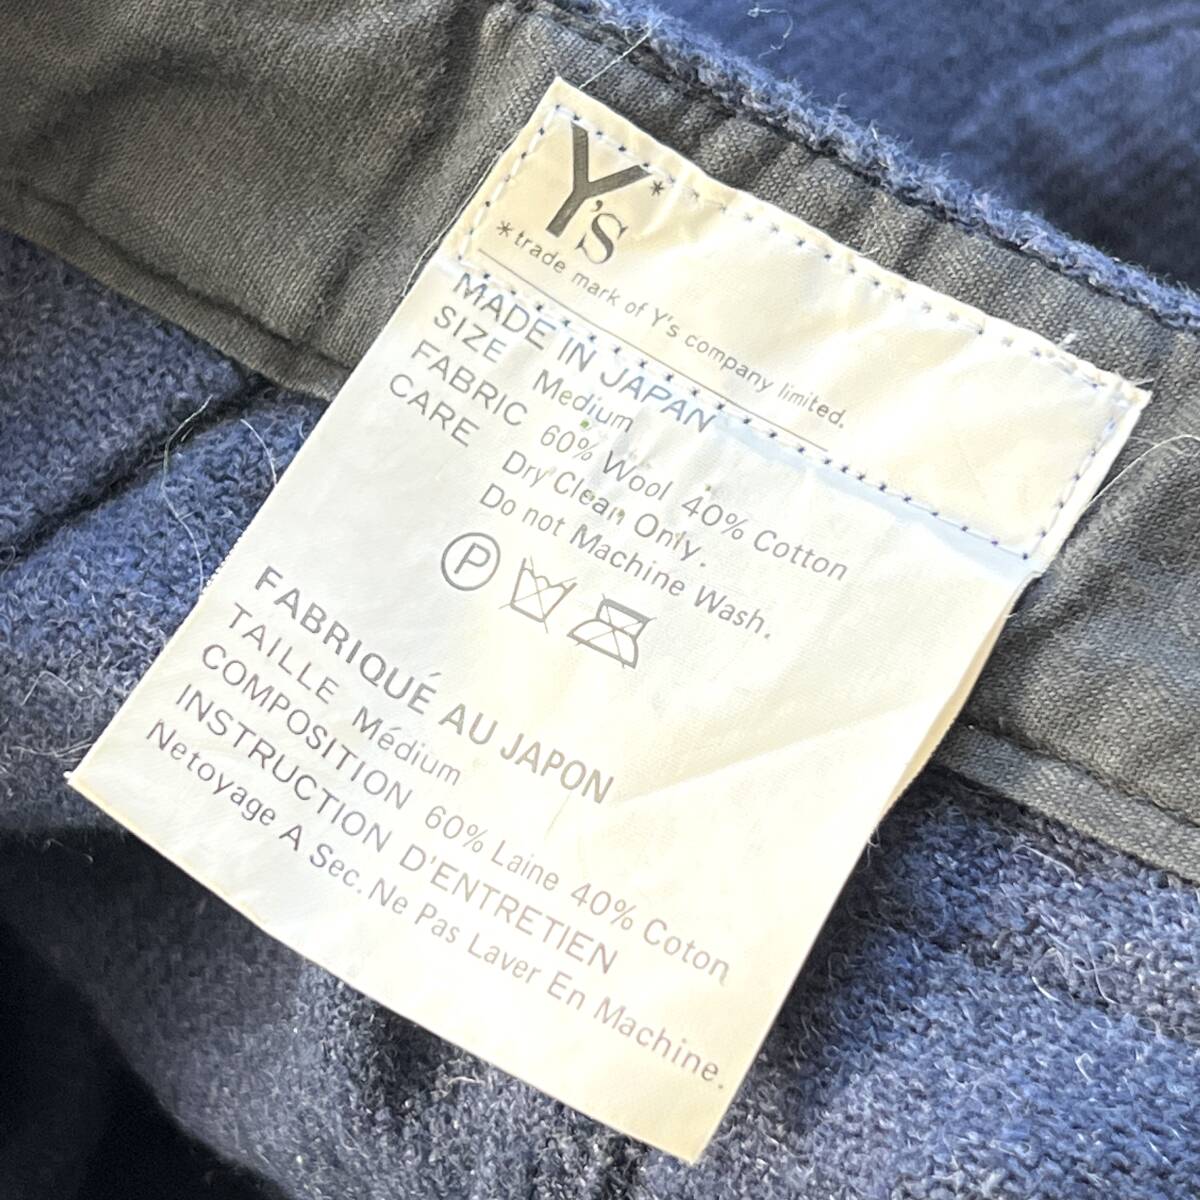 Y's*
*trade mark of Y's company limited.
MADE IN JAPAN
SIZE Medium
FABRIC 60% Wool 40% Cotton
CARE Dry Clean Only.
Do not Machine Wash.
P
FABRIQUÉ AU JAPON
TAILLE Médium
COMPOSITION 60% Laine 40% Coton
INSTRUCTION D'ENTRETIEN
Netoyage A Sec. Ne Pas Laver En Machine.